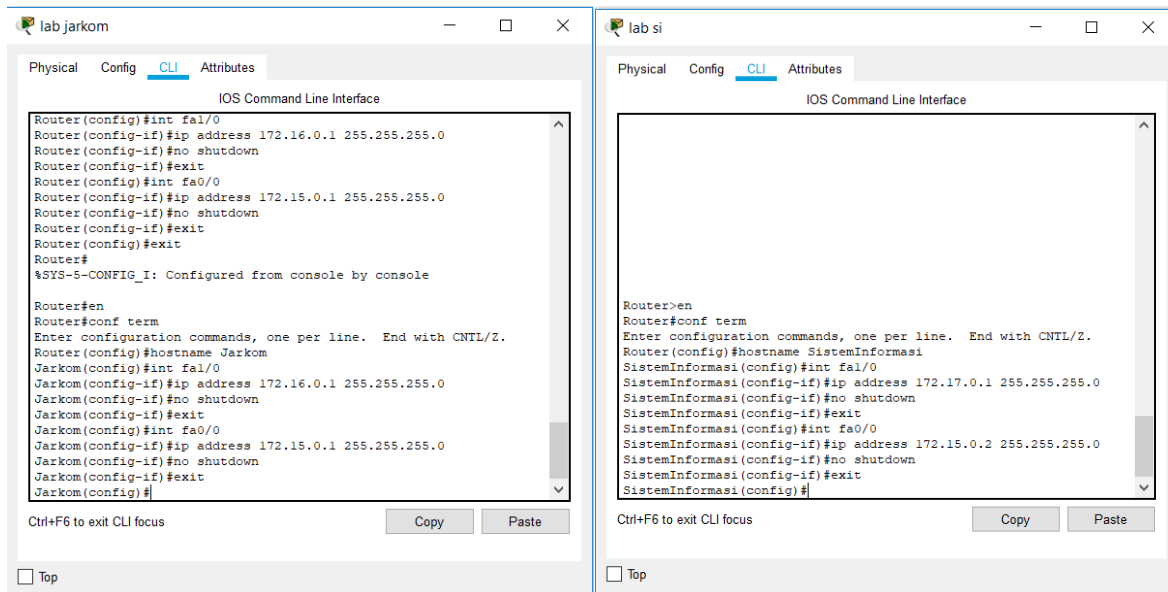 lab jarkom
Physical Config CLI Attributes
IOS Command Line Interface
Router(config)#int fa1/0
Router(config-if)#ip address 172.16.0.1 255.255.255.0
Router(config-if)#no shutdown
Router(config-if)#exit
Router(config)#int fa0/0
Router(config-if)#ip address 172.15.0.1 255.255.255.0
Router(config-if)#no shutdown
Router(config-if)#exit
Router(config)#exit
Router#
%SYS-5-CONFIG_I: Configured from console by console
Router#en
Router#conf term
Enter configuration commands, one per line.  End with CNTL/Z.
Router(config)#hostname Jarkom
Jarkom(config)#int fa1/0
Jarkom(config-if)#ip address 172.16.0.1 255.255.255.0
Jarkom(config-if)#no shutdown
Jarkom(config-if)#exit
Jarkom(config)#int fa0/0
Jarkom(config-if)#ip address 172.15.0.1 255.255.255.0
Jarkom(config-if)#no shutdown
Jarkom(config-if)#exit
Jarkom(config)#
Ctrl+F6 to exit CLI focus Copy Paste
Top
lab si
Physical Config CLI Attributes
IOS Command Line Interface
Router>en
Router#conf term
Enter configuration commands, one per line.  End with CNTL/Z.
Router(config)#hostname SistemInformasi
SistemInformasi(config)#int fa1/0
SistemInformasi(config-if)#ip address 172.17.0.1 255.255.255.0
SistemInformasi(config-if)#no shutdown
SistemInformasi(config-if)#exit
SistemInformasi(config)#int fa0/0
SistemInformasi(config-if)#ip address 172.15.0.2 255.255.255.0
SistemInformasi(config-if)#no shutdown
SistemInformasi(config-if)#exit
SistemInformasi(config)#
Ctrl+F6 to exit CLI focus Copy Paste
Top